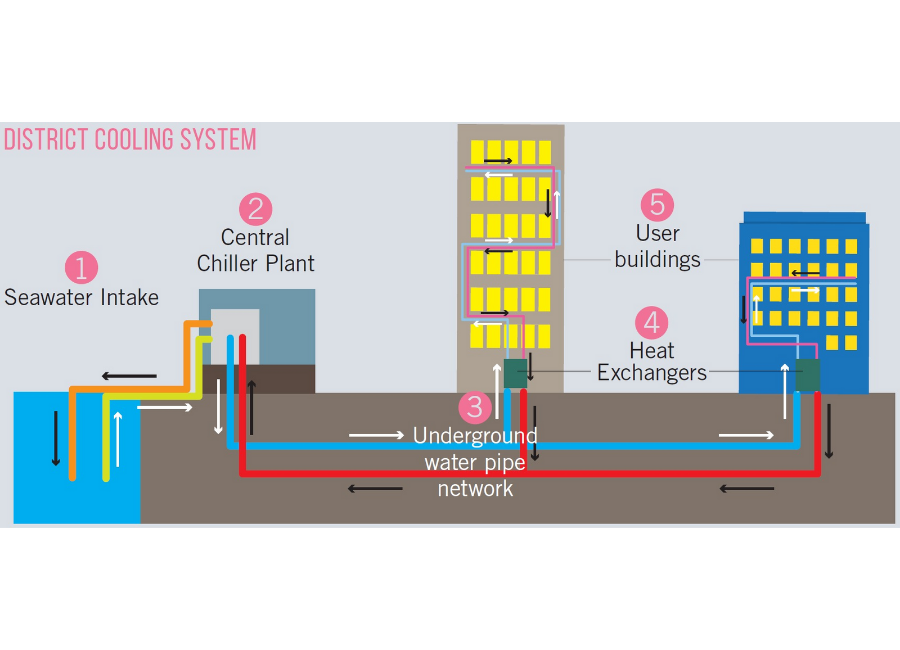 DISTRICT COOLING SYSTEM
1
Seawater Intake
2
Central
Chiller Plant
3
Underground
water pipe
network
4
Heat
Exchangers
5
User
buildings